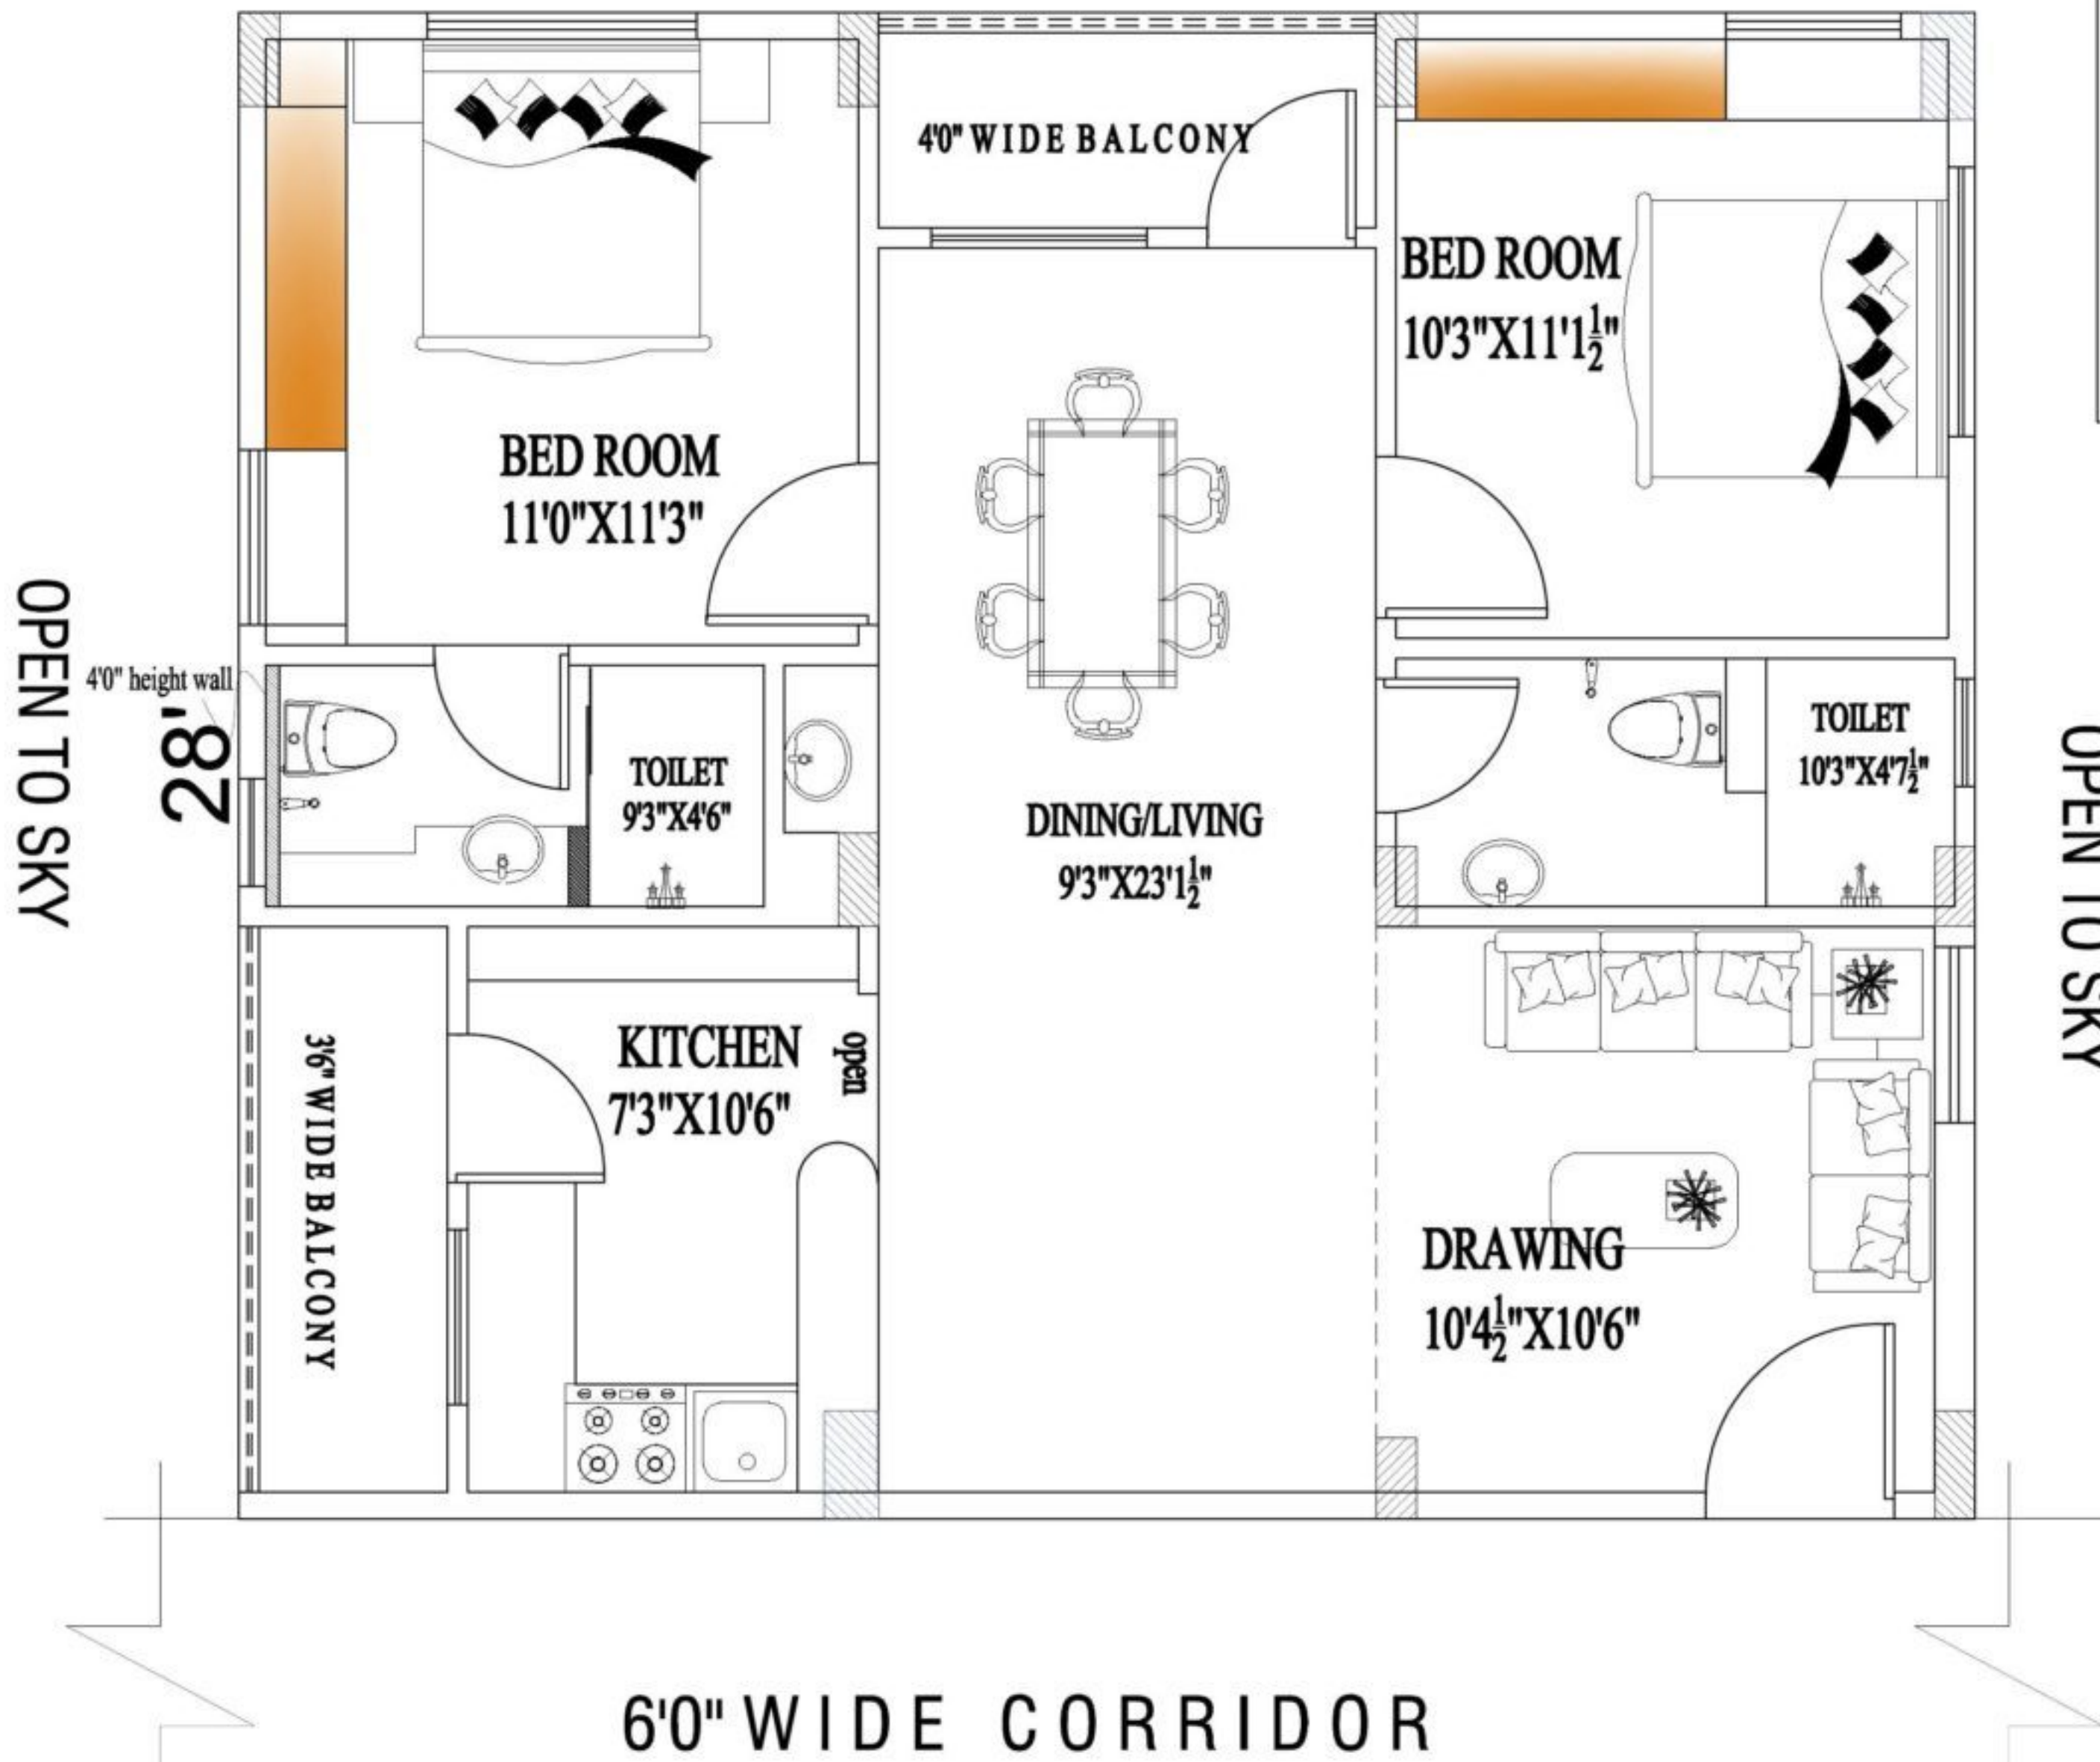 4'0" WIDE BALCONY
BED ROOM
10'3"X11'1½"
BED ROOM
11'0"X11'3"
OPEN TO SKY
4'0" height wall
28'
TOILET
9'3"X4'6"
DINING/LIVING
9'3"X23'1½"
TOILET
10'3"X4'7½"
OPEN TO SKY
3'6" WIDE BALCONY
KITCHEN
7'3"X10'6"
open
DRAWING
10'4½"X10'6"
6'0" WIDE CORRIDOR